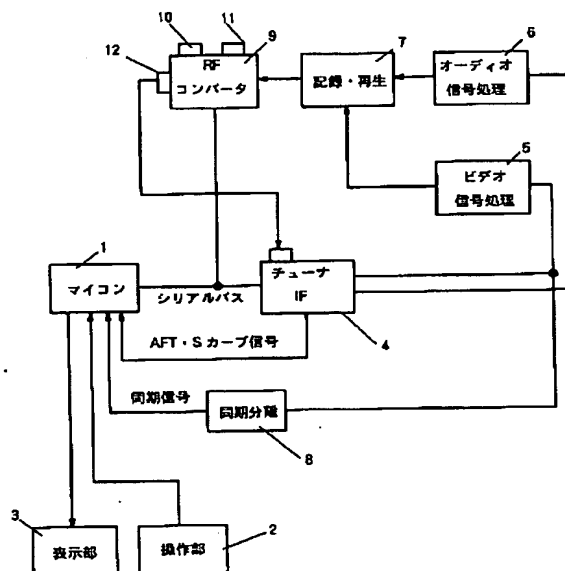 10
11
12
9
RF
コンバータ
7
記録・再生
6
オーディオ
信号処理
5
ビデオ
信号処理
1
マイコン
シリアルバス
チューナ
IF
4
AFT・Sカーブ信号
同期信号
同期分離
8
3
表示部
操作部
2